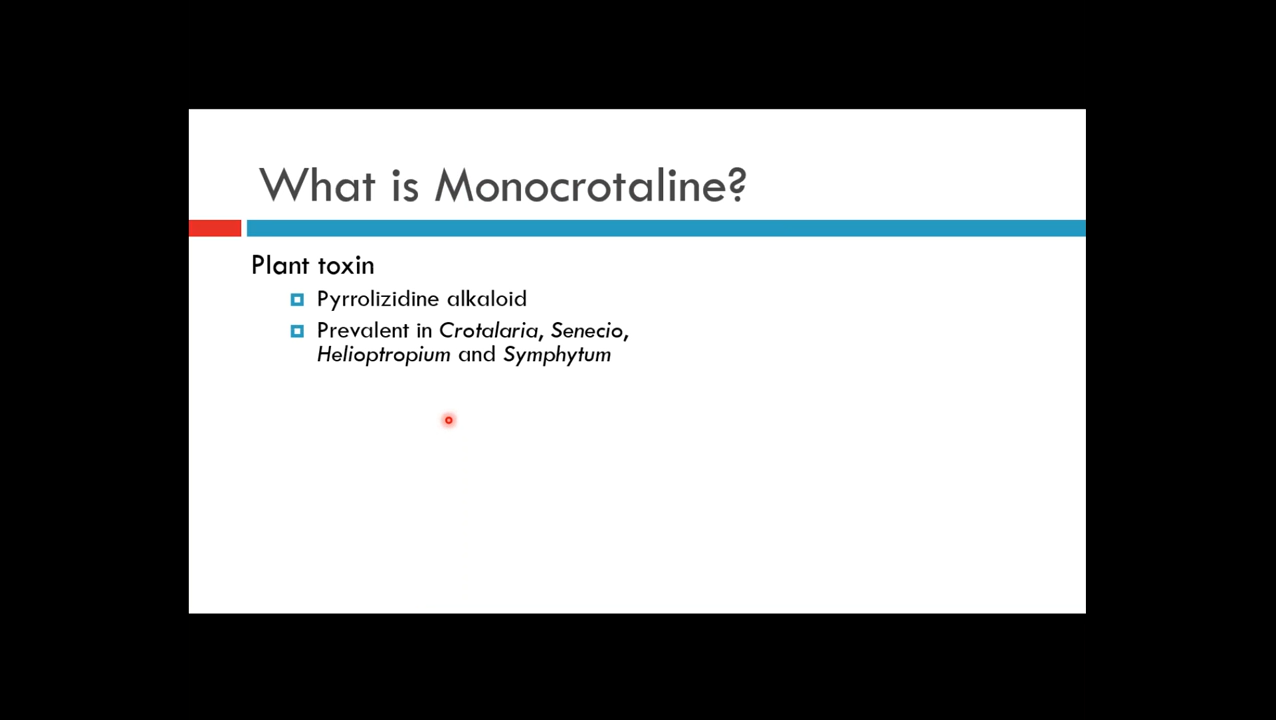 What is Monocrotaline?
Plant toxin
Pyrrolizidine alkaloid
Prevalent in Crotalaria, Senecio,
Helioptropium and Symphytum